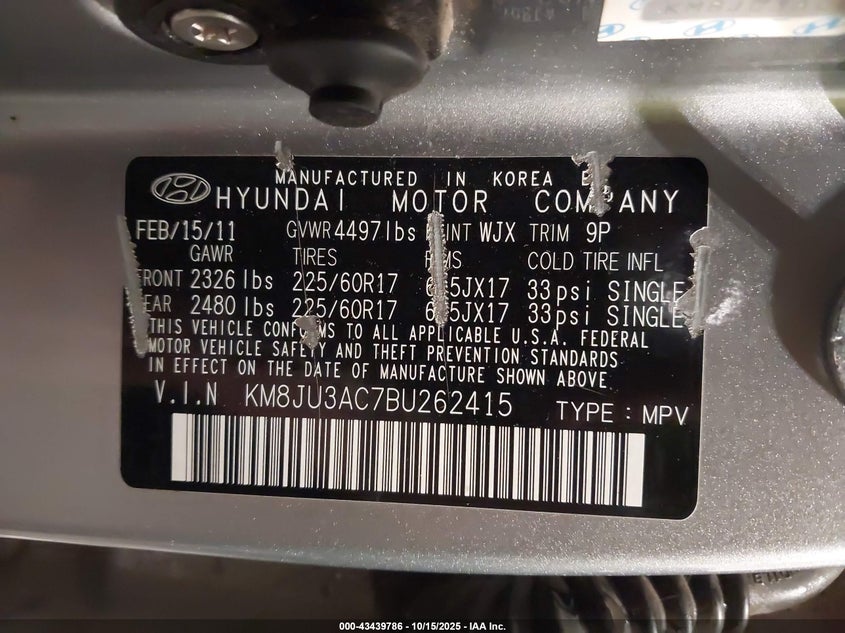 MANUFACTURED IN KOREA
HYUNDAI MOTOR COMPANY
FEB/15/11 GVWR 4497lbs PAINT WJX TRIM 9P
GAWR TIRES RIMS COLD TIRE INFL
FRONT 2326 lbs 225/60R17 6.5JX17 33psi SINGLE
REAR 2480 lbs 225/60R17 6.5JX17 33psi SINGLE
THIS VEHICLE CONFORMS TO ALL APPLICABLE U.S.A. FEDERAL
MOTOR VEHICLE SAFETY AND THEFT PREVENTION STANDARDS
IN EFFECT ON THE DATE OF MANUFACTURE SHOWN ABOVE.
V.I.N KM8JU3AC7BU262415 TYPE : MPV
000-43439786 - 10/15/2025 - IAA Inc.